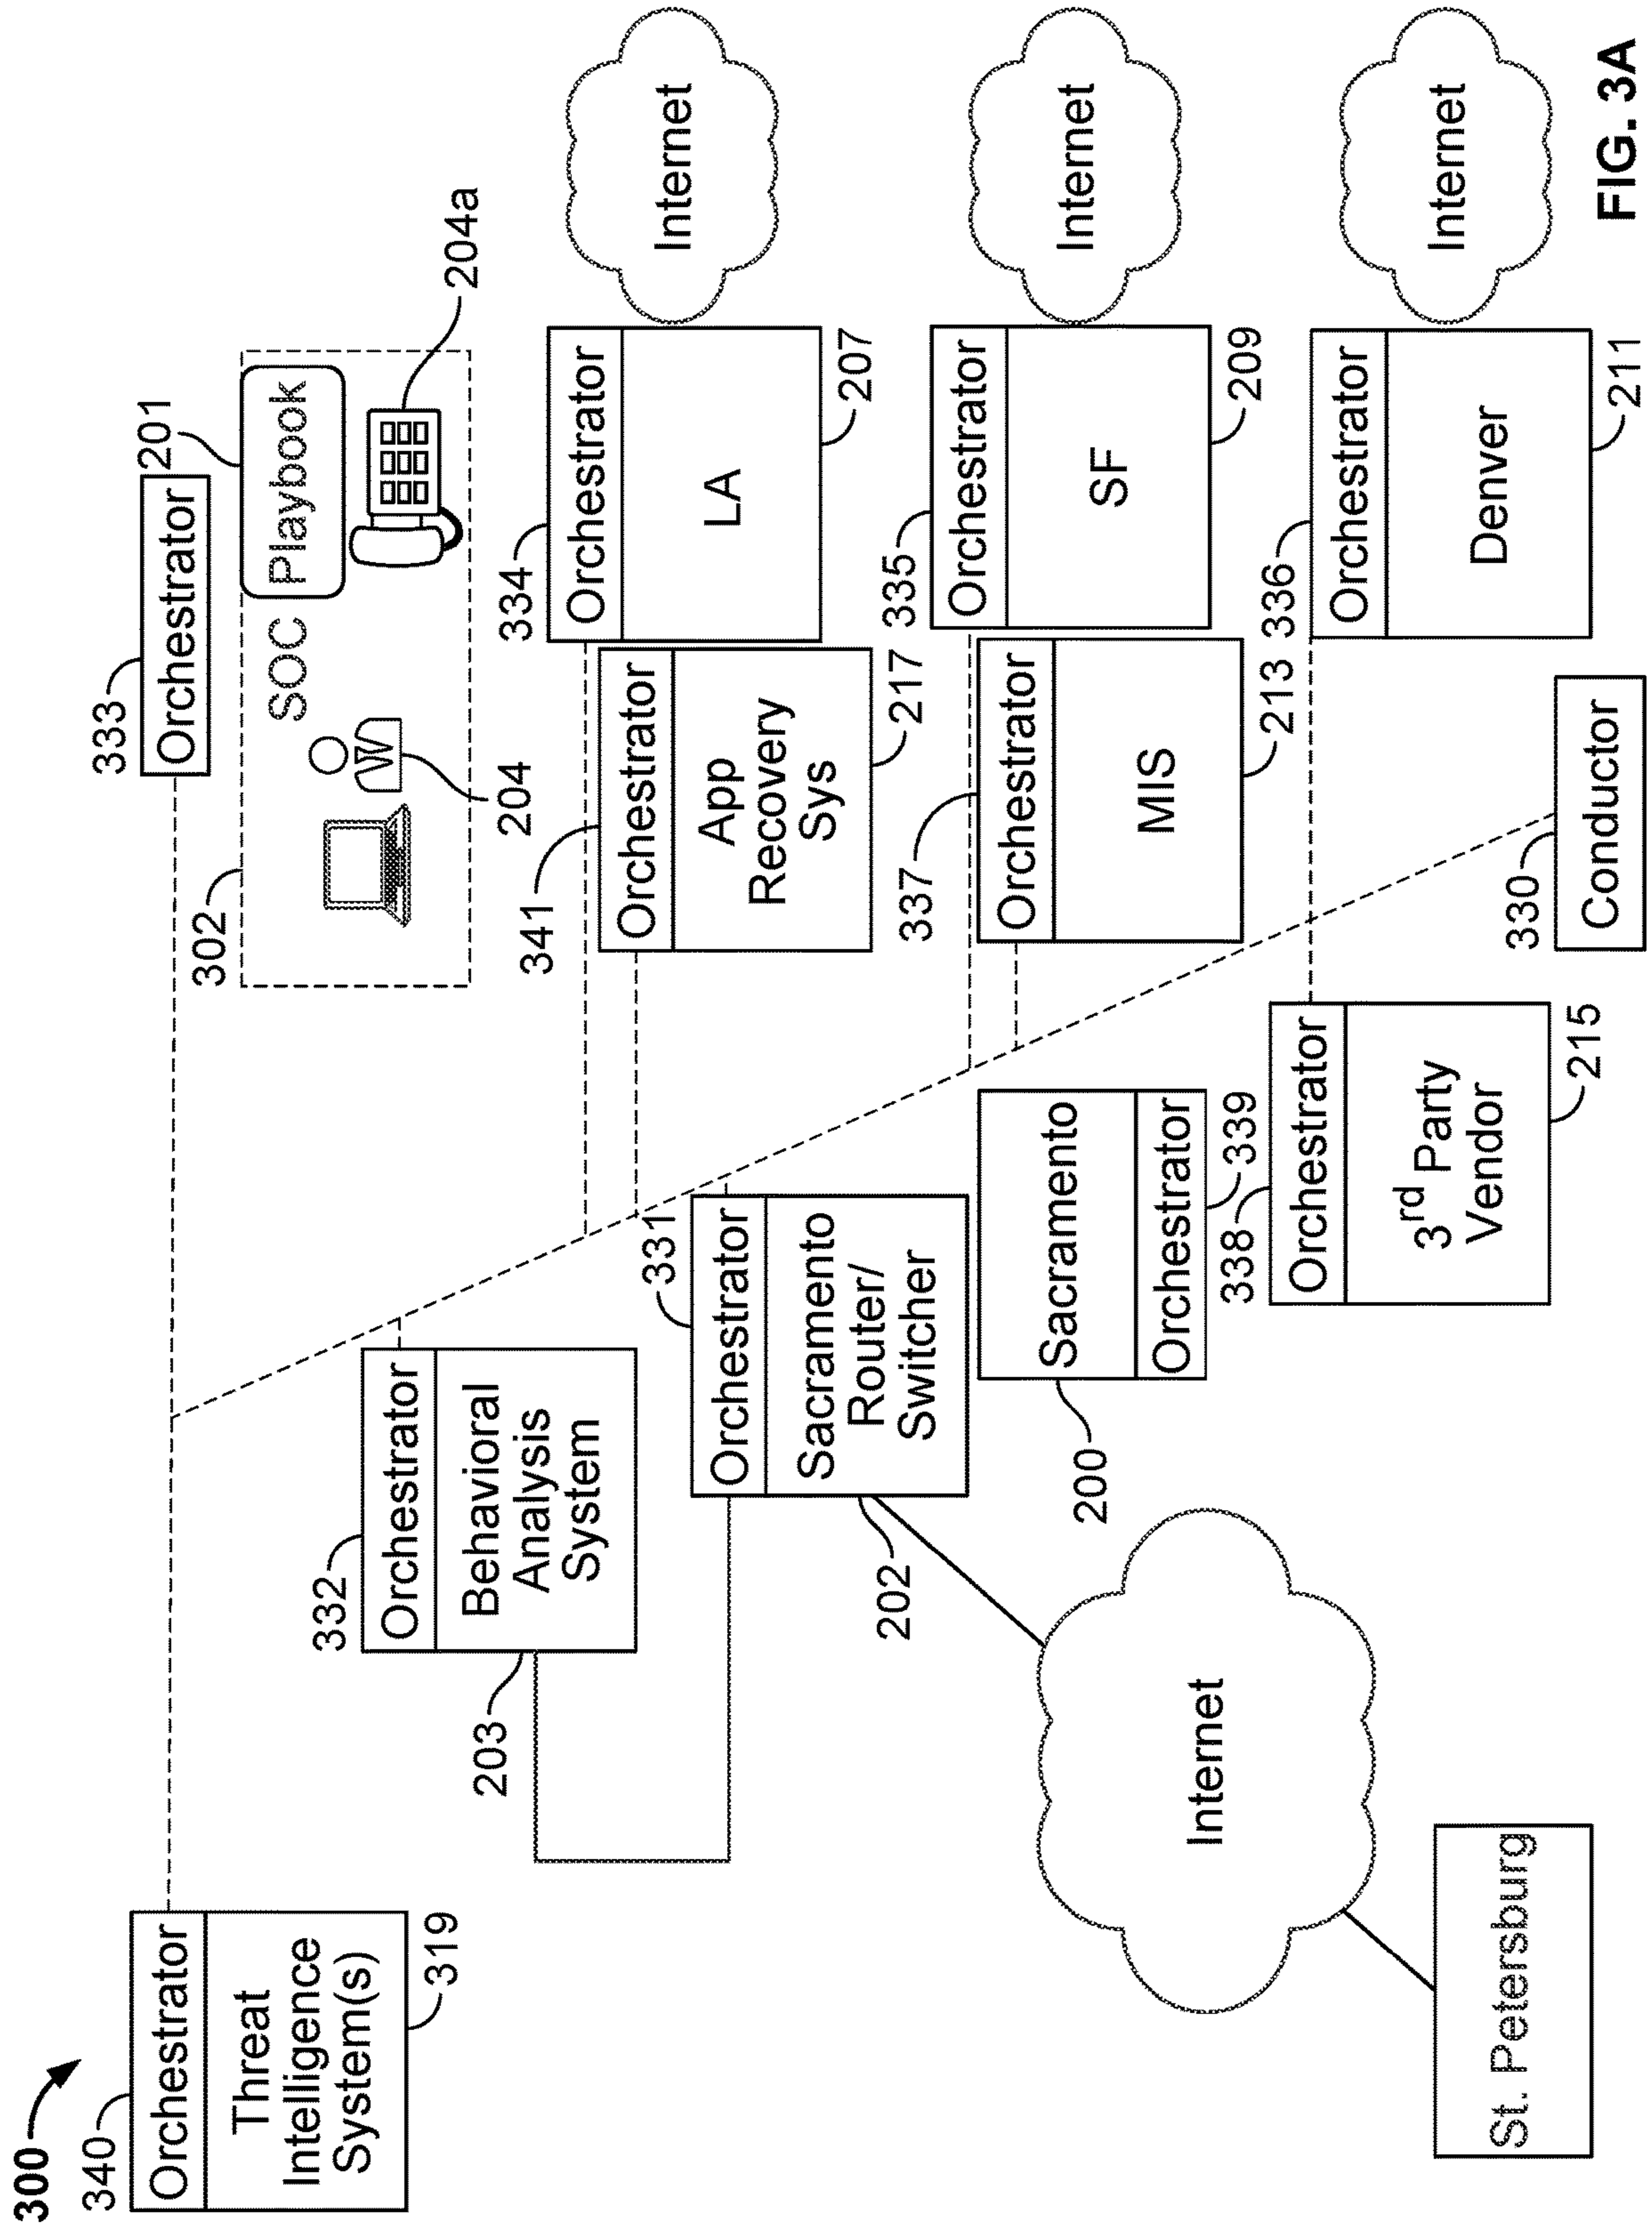 300
340
Orchestrator
Threat
Intelligence
System(s)
319
333
Orchestrator
302
SOC
Playbook
201
204
204a
332
Orchestrator
Behavioral
Analysis
System
203
341
Orchestrator
App
Recovery
Sys
217
334
Orchestrator
LA
207
Internet
331
Orchestrator
Sacramento
Router/
Switcher
202
337
Orchestrator
MIS
213
335
Orchestrator
SF
209
Internet
200
Sacramento
Orchestrator
339
338
Orchestrator
3rd Party
Vendor
215
336
Orchestrator
Denver
211
Internet
Internet
St. Petersburg
330
Conductor
FIG. 3A